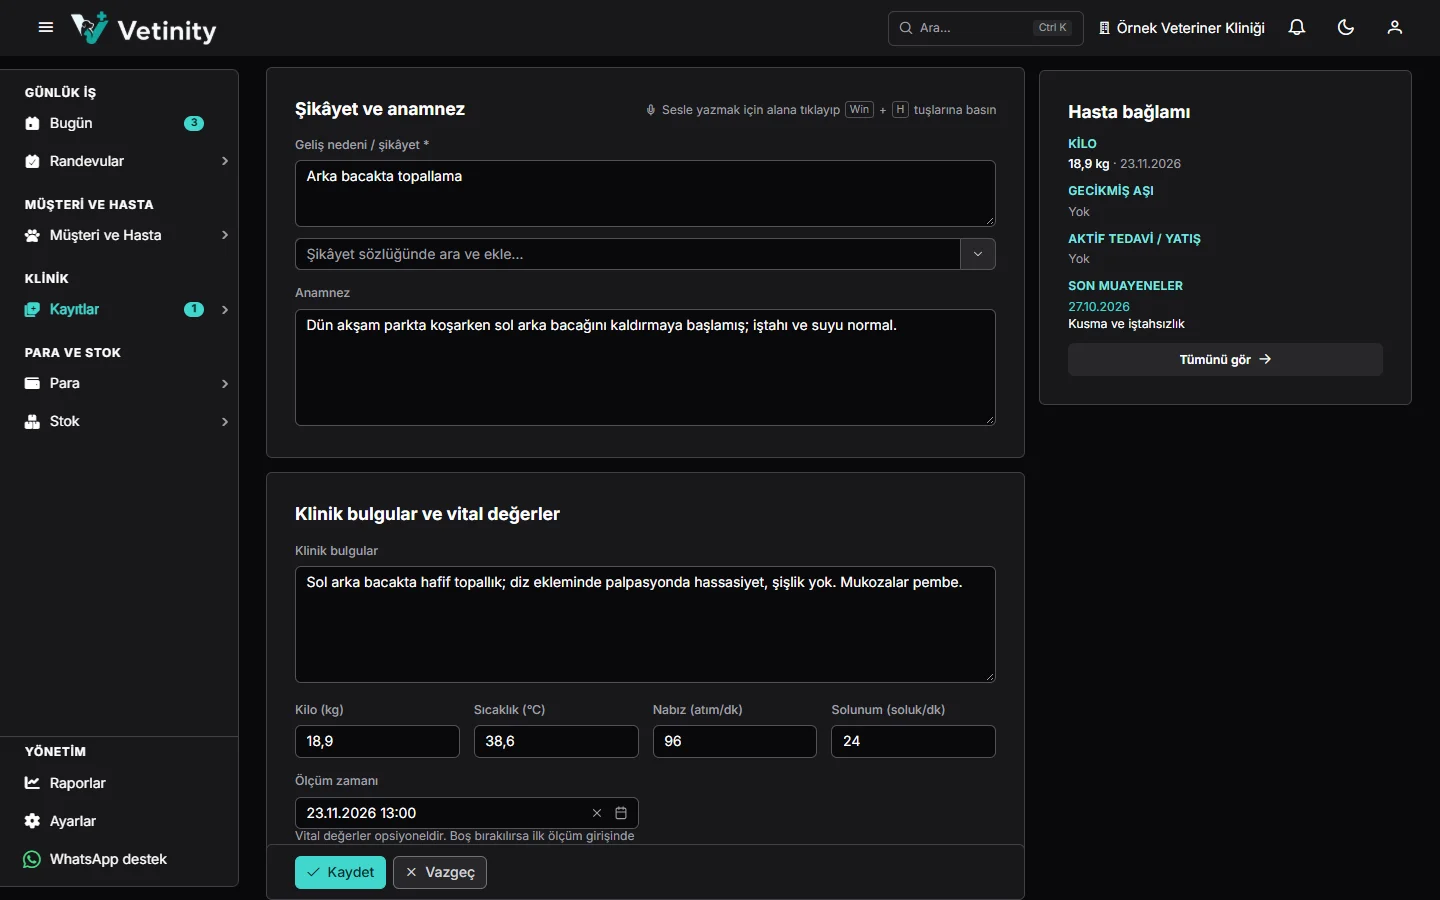 Vetinity
Ara...
Ctrl K
Örnek Veteriner Kliniği
GÜNLÜK İŞ
Bugün
3
Randevular
MÜŞTERİ VE HASTA
Müşteri ve Hasta
KLİNİK
Kayıtlar
1
PARA VE STOK
Para
Stok
YÖNETİM
Raporlar
Ayarlar
WhatsApp destek
Şikâyet ve anamnez
Sesle yazmak için alana tıklayıp Win + H tuşlarına basın
Geliş nedeni / şikâyet *
Arka bacakta topallama
Şikâyet sözlüğünde ara ve ekle...
Anamnez
Dün akşam parkta koşarken sol arka bacağını kaldırmaya başlamış; iştahı ve suyu normal.
Klinik bulgular ve vital değerler
Klinik bulgular
Sol arka bacakta hafif topallık; diz ekleminde palpasyonda hassasiyet, şişlik yok. Mukozalar pembe.
Kilo (kg)
Sıcaklık (°C)
Nabız (atım/dk)
Solunum (soluk/dk)
18,9
38,6
96
24
Ölçüm zamanı
23.11.2026 13:00
Vital değerler opsiyoneldir. Boş bırakılırsa ilk ölçüm girişinde
Kaydet
Vazgeç
Hasta bağlamı
KİLO
18,9 kg · 23.11.2026
GECİKMİŞ AŞI
Yok
AKTİF TEDAVİ / YATIŞ
Yok
SON MUAYENELER
27.10.2026
Kusma ve iştahsızlık
Tümünü gör